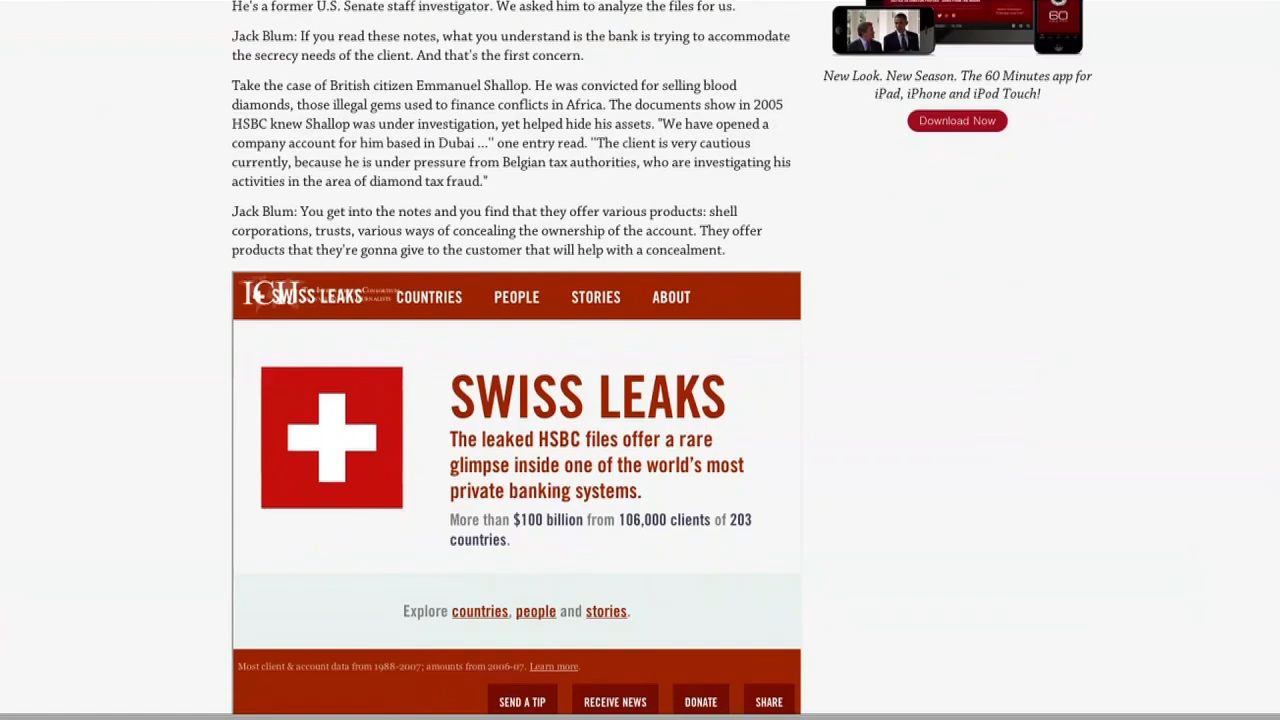 He's a former U.S. Senate staff investigator. We asked him to analyze the files for us.
Jack Blum: If you read these notes, what you understand is the bank is trying to accommodate
the secrecy needs of the client. And that's the first concern.
Take the case of British citizen Emmanuel Shallop. He was convicted for selling blood
diamonds, those illegal gems used to finance conflicts in Africa. The documents show in 2005
HSBC knew Shallop was under investigation, yet helped hide his assets. "We have opened a
company account for him based in Dubai ..." one entry read. "The client is very cautious
currently, because he is under pressure from Belgian tax authorities, who are investigating his
activities in the area of diamond tax fraud."
Jack Blum: You get into the notes and you find that they offer various products: shell
corporations, trusts, various ways of concealing the ownership of the account. They offer
products that they're gonna give to the customer that will help with a concealment.
60
New Look. New Season. The 60 Minutes app for
iPad, iPhone and iPod Touch!
Download Now
SWISS LEAKS COUNTRIES PEOPLE STORIES ABOUT
SWISS LEAKS
The leaked HSBC files offer a rare
glimpse inside one of the world's most
private banking systems.
More than $100 billion from 106,000 clients of 203
countries.
Explore countries, people and stories.
Most client & account data from 1988-2007; amounts from 2006-07. Learn more.
SEND A TIP RECEIVE NEWS DONATE SHARE